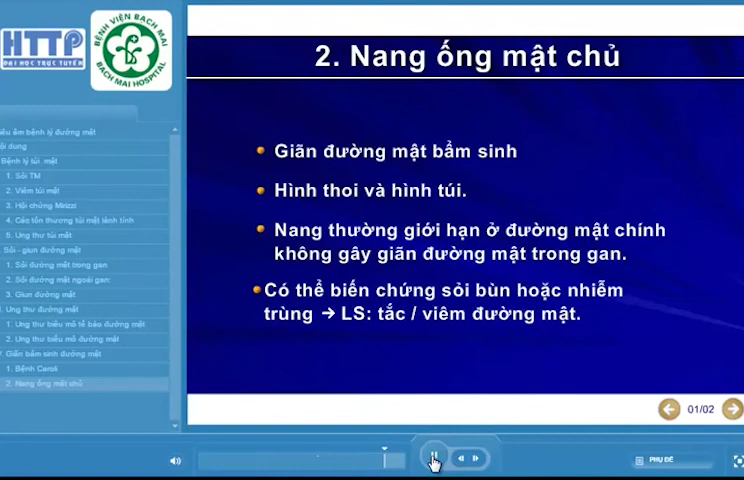 HTTP
ĐẠI HỌC TRỰC TUYẾN
BỆNH VIỆN BẠCH MAI
BACH MAI HOSPITAL
siêu âm bệnh lý đường mật
ội dung
Bệnh lý túi mật
1. Sỏi TM
2. Viêm túi mật
3. Hội chứng Mirizzi
4. Các tổn thương túi mật lành tính
5. Ung thư túi mật
Sỏi - giun đường mật
1. Sỏi đường mật trong gan
2. Sỏi đường mật ngoài gan:
3. Giun đường mật
I. Ung thư đường mật
1. Ung thư biểu mô tế bào đường mật
2. Ung thư biểu mô đường mật
V. Giãn bẩm sinh đường mật
1. Bệnh Caroli
2. Nang ống mật chủ
2. Nang ống mật chủ
• Giãn đường mật bẩm sinh
• Hình thoi và hình túi.
• Nang thường giới hạn ở đường mật chính
không gây giãn đường mật trong gan.
• Có thể biến chứng sỏi bùn hoặc nhiễm
trùng → LS: tắc / viêm đường mật.
01/02
PHỤ ĐỀ